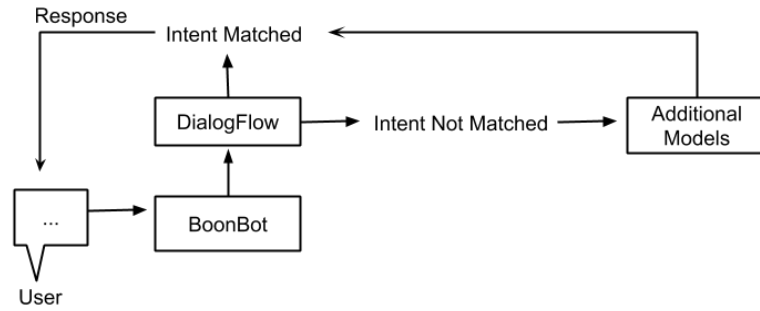 Response
Intent Matched
DialogFlow
Intent Not Matched
Additional
Models
...
BoonBot
User